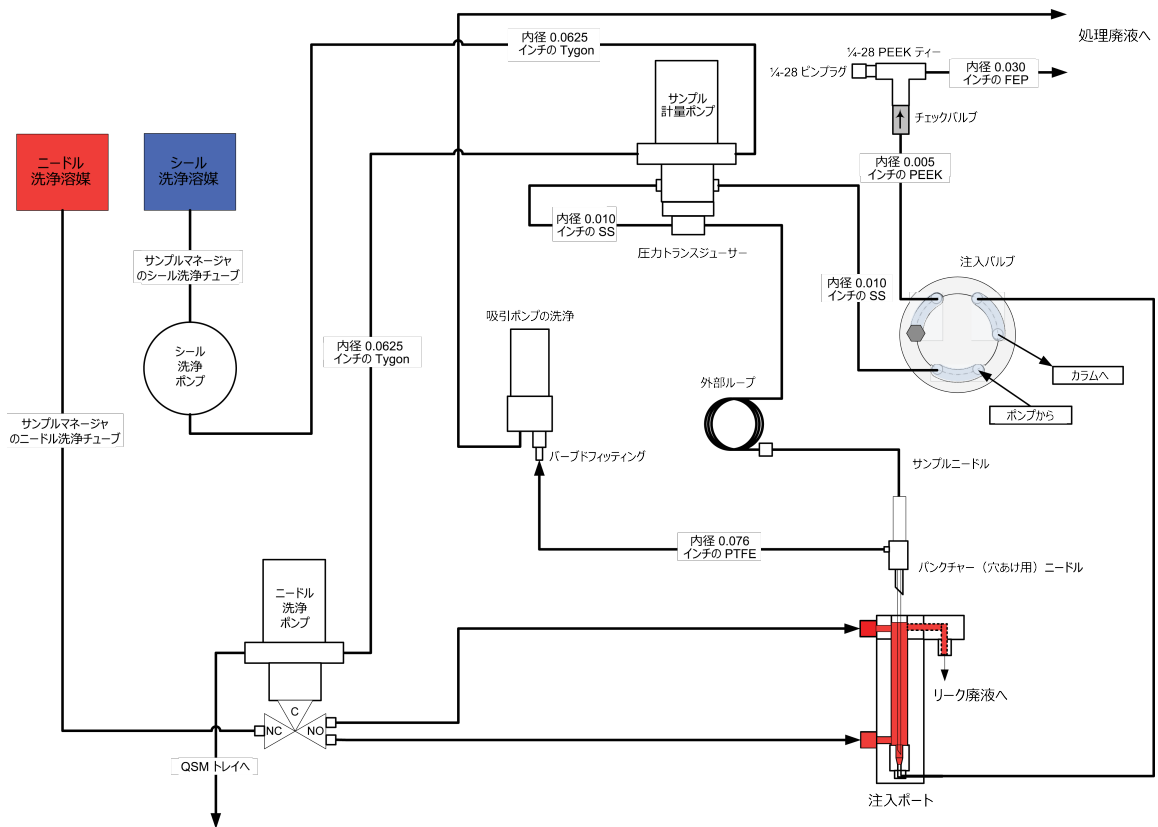 処理廃液へ
内径 0.0625
インチの Tygon
¼-28 PEEK ティー
¼-28 ピンプラグ
内径 0.030
インチの FEP
チェックバルブ
サンプル
計量ポンプ
ニードル
洗浄溶媒
シール
洗浄溶媒
内径 0.005
インチの PEEK
内径 0.010
インチの SS
圧力トランスジューサー
サンプルマネージャ
のシール洗浄チューブ
注入バルブ
内径 0.010
インチの SS
吸引ポンプの洗浄
内径 0.0625
インチの Tygon
シール
洗浄
ポンプ
カラムへ
外部ループ
ポンプから
サンプルマネージャ
のニードル洗浄チューブ
バーブドフィッティング
サンプルニードル
内径 0.076
インチの PTFE
パンクチャー（穴あけ用）ニードル
ニードル
洗浄
ポンプ
リーク廃液へ
C
NC
NO
QSM トレイへ
注入ポート